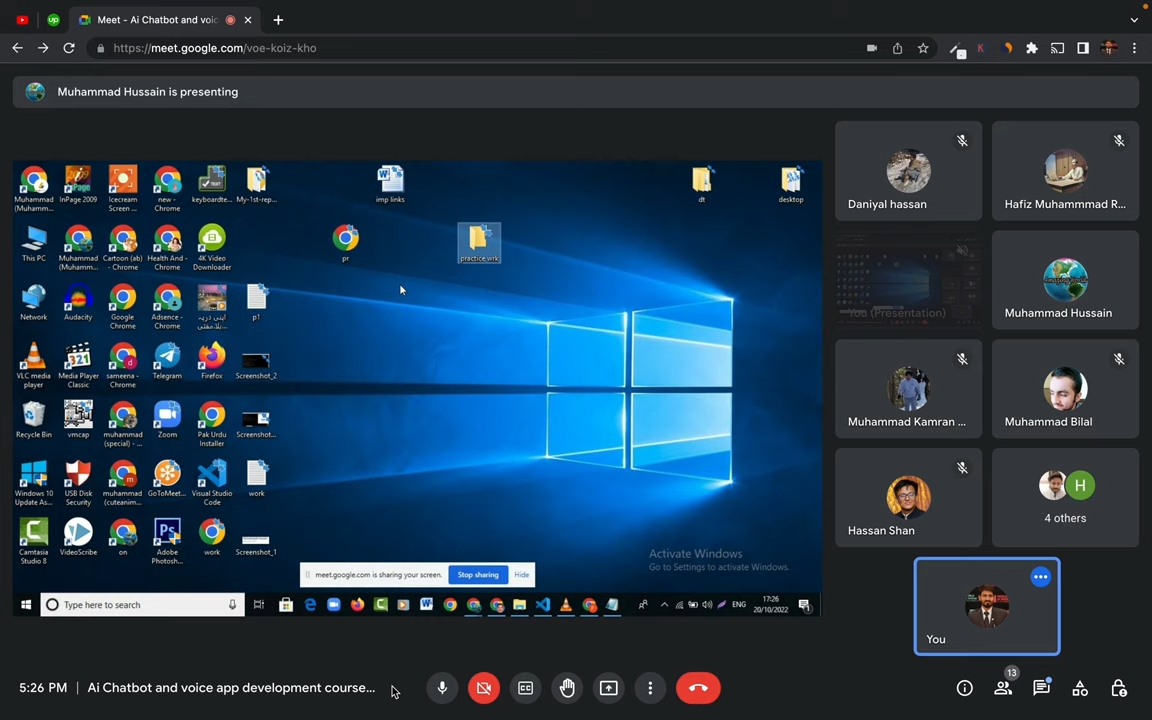 Meet - Ai Chatbot and voic
https://meet.google.com/voe-koiz-kho
Muhammad Hussain is presenting
Muhammad (Muhamm...
InPage 2009
Icecream Screen ...
new - Chrome
keyboardte...
My-1st-rep...
imp links
dt
desktop
This PC
Muhammad (Muhamm...
Cartoon (ab) - Chrome
Health And - Chrome
4K Video Downloader
pr
practice wrk
Network
Audacity
Google Chrome
Adsence - Chrome
p1
VLC media player
Media Player Classic
sameena - Chrome
Telegram
Firefox
Screenshot_2
Recycle Bin
vmcap
muhammad (special) - ...
Zoom
Pak Urdu Installer
Screenshot...
Windows 10 Update As...
USB Disk Security
muhammad (cuteanim...
GoToMeet...
Visual Studio Code
work
Camtasia Studio 8
VideoScribe
on
Adobe Photosh...
work
Screenshot_1
Activate Windows
Go to Settings to activate Windows.
meet.google.com is sharing your screen.
Stop sharing
Hide
Type here to search
ENG
17:26
20/10/2022
Daniyal hassan
Hafiz Muhammmad R...
You (Presentation)
Muhammad Hussain
Muhammad Kamran ...
Muhammad Bilal
Hassan Shan
H
4 others
You
5:26 PM | Ai Chatbot and voice app development course...
13